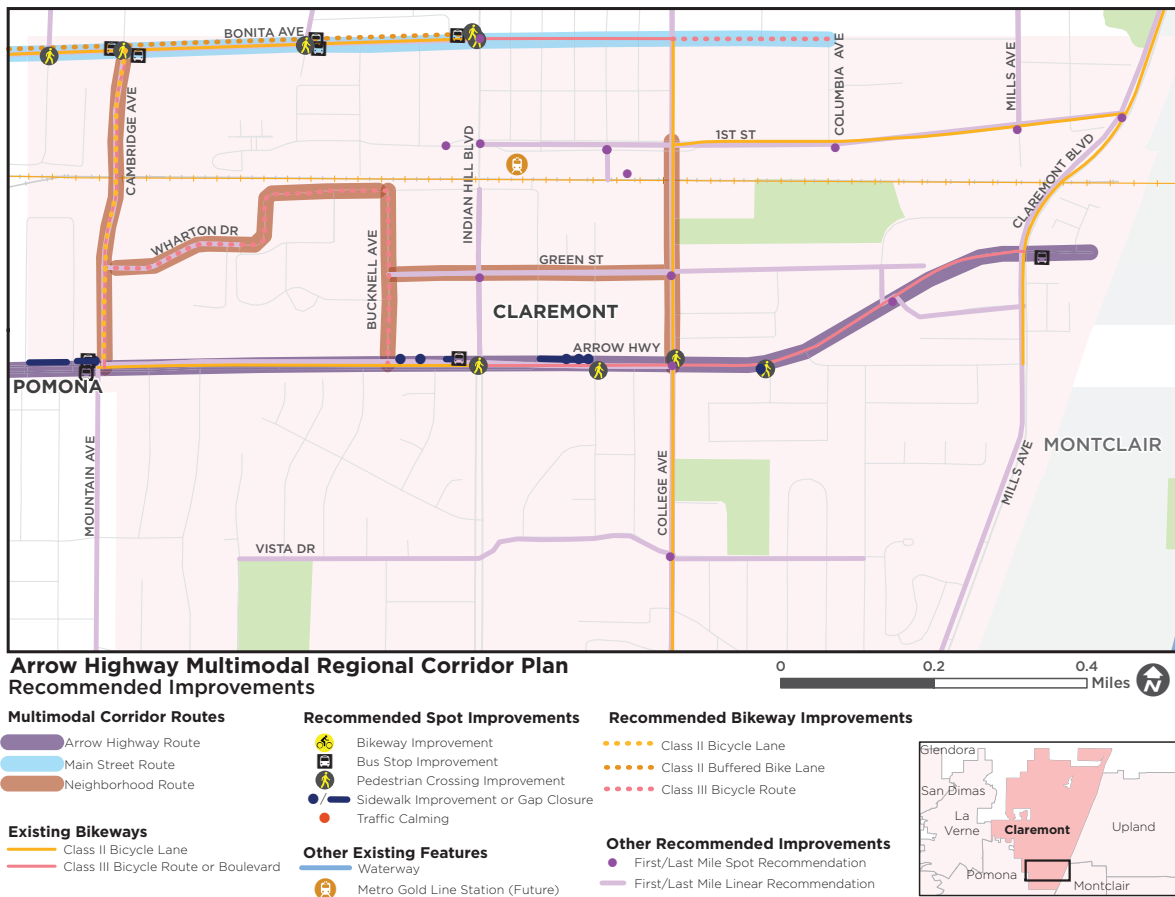 BONITA AVE
CAMBRIDGE AVE
INDIAN HILL BLVD
COLUMBIA AVE
MILLS AVE
1ST ST
CLAREMONT BLVD
WHARTON DR
BUCKNELL AVE
GREEN ST
CLAREMONT
ARROW HWY
POMONA
MOUNTAIN AVE
COLLEGE AVE
MILLS AVE
MONTCLAIR
VISTA DR
Arrow Highway Multimodal Regional Corridor Plan
Recommended Improvements
0 0.2 0.4
Miles
N
Multimodal Corridor Routes
Arrow Highway Route
Main Street Route
Neighborhood Route
Existing Bikeways
Class II Bicycle Lane
Class III Bicycle Route or Boulevard
Recommended Spot Improvements
Bikeway Improvement
Bus Stop Improvement
Pedestrian Crossing Improvement
/ Sidewalk Improvement or Gap Closure
Traffic Calming
Other Existing Features
Waterway
Metro Gold Line Station (Future)
Recommended Bikeway Improvements
Class II Bicycle Lane
Class II Buffered Bike Lane
Class III Bicycle Route
Other Recommended Improvements
First/Last Mile Spot Recommendation
First/Last Mile Linear Recommendation
Glendora
San Dimas
La
Verne
Claremont
Upland
Pomona
Montclair